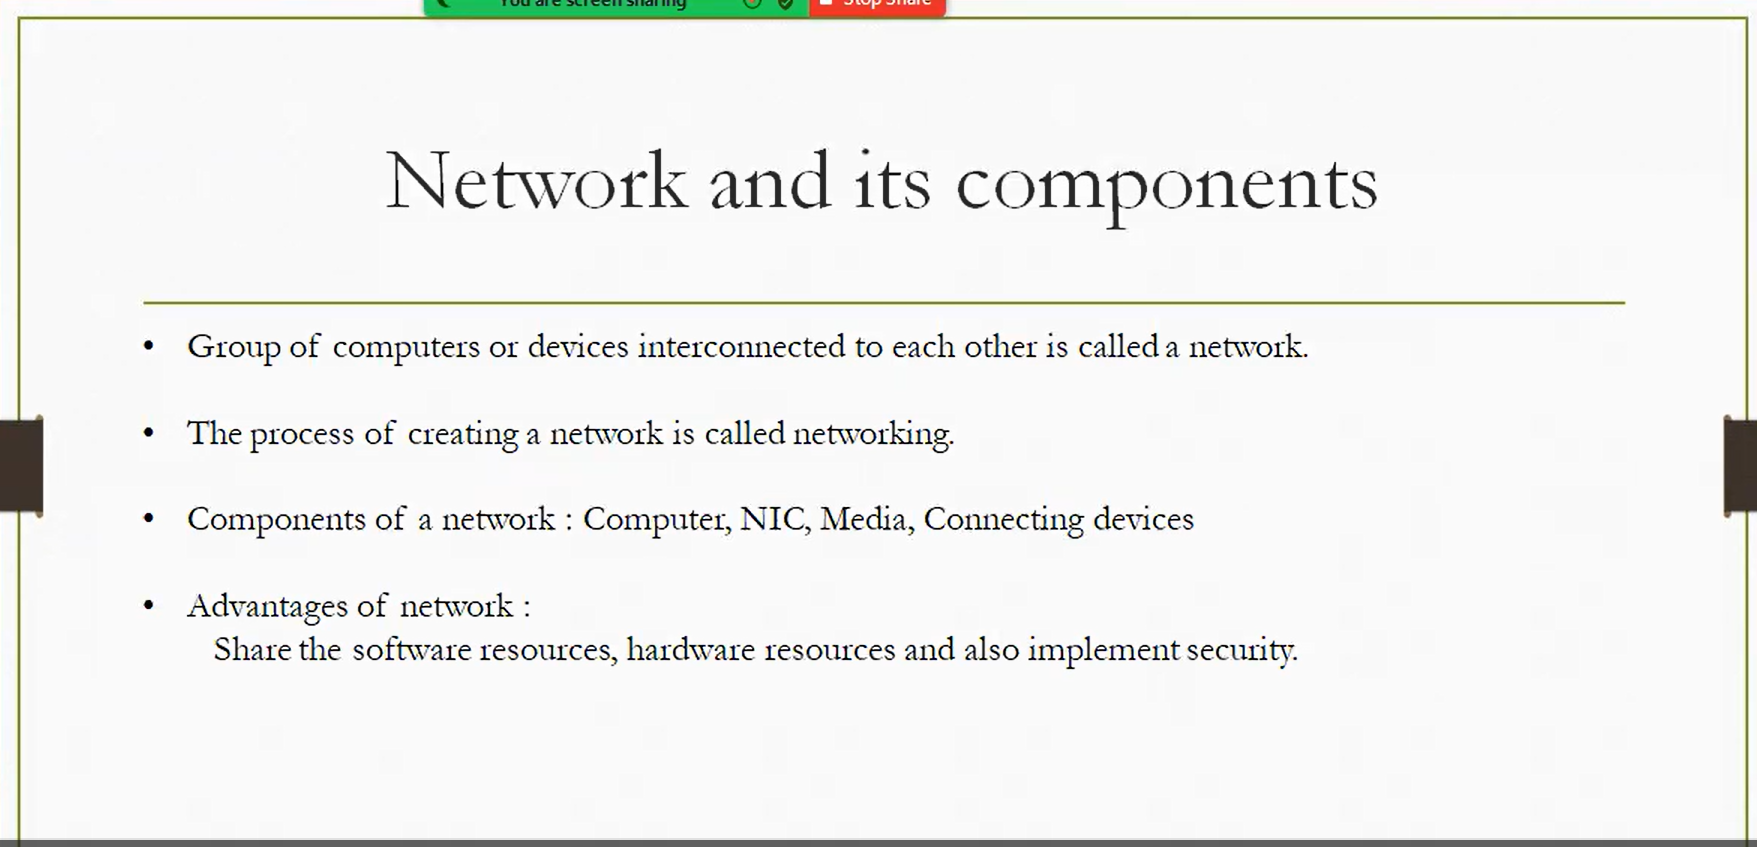 You are screen sharing Stop Share
Network and its components
• Group of computers or devices interconnected to each other is called a network.
• The process of creating a network is called networking.
• Components of a network : Computer, NIC, Media, Connecting devices
• Advantages of network :
Share the software resources, hardware resources and also implement security.